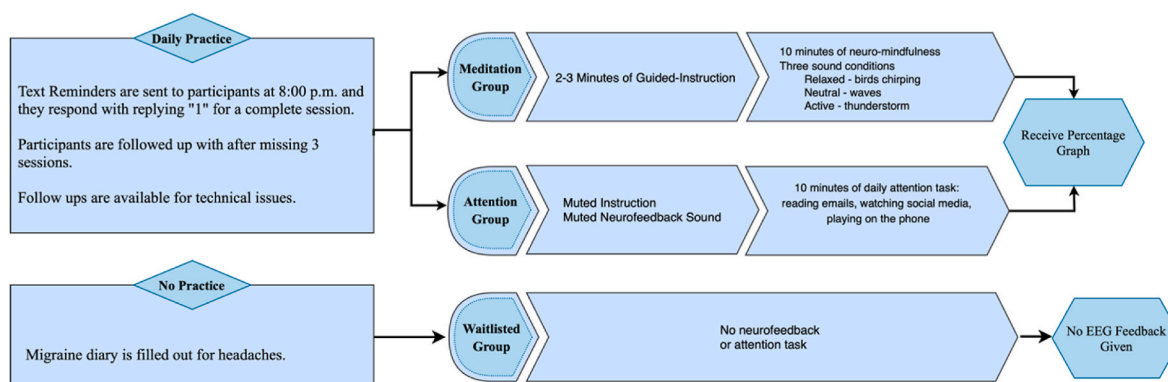 Daily Practice
Text Reminders are sent to participants at 8:00 p.m. and
they respond with replying "1" for a complete session.
Participants are followed up with after missing 3
sessions.
Follow ups are available for technical issues.
Meditation
Group
2-3 Minutes of Guided-Instruction
10 minutes of neuro-mindfulness
Three sound conditions
Relaxed - birds chirping
Neutral - waves
Active - thunderstorm
Receive Percentage
Graph
Attention
Group
Muted Instruction
Muted Neurofeedback Sound
10 minutes of daily attention task:
reading emails, watching social media,
playing on the phone
No Practice
Migraine diary is filled out for headaches.
Waitlisted
Group
No neurofeedback
or attention task
No EEG Feedback
Given